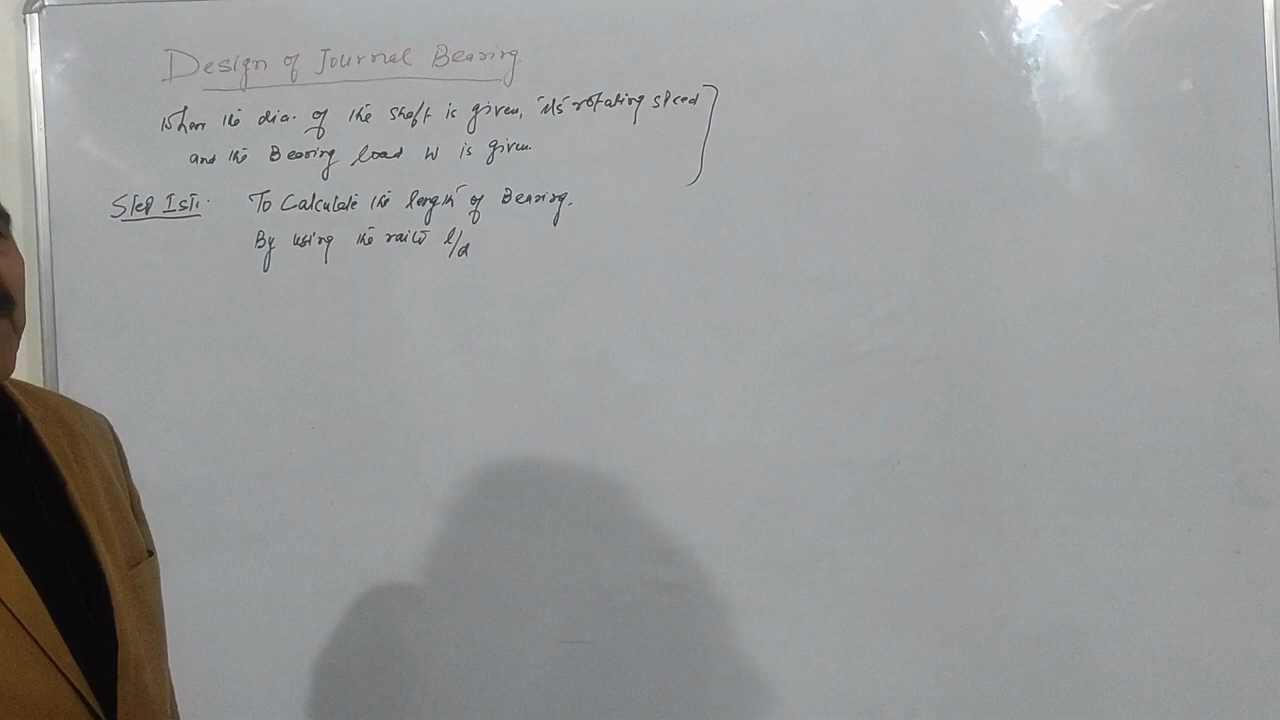 Design of Journal Bearing
When the dia. of the shaft is given, its rotating speed
and the Bearing load W is given.
Step Ist. To Calculate the length of Bearing.
By using the raito l/d